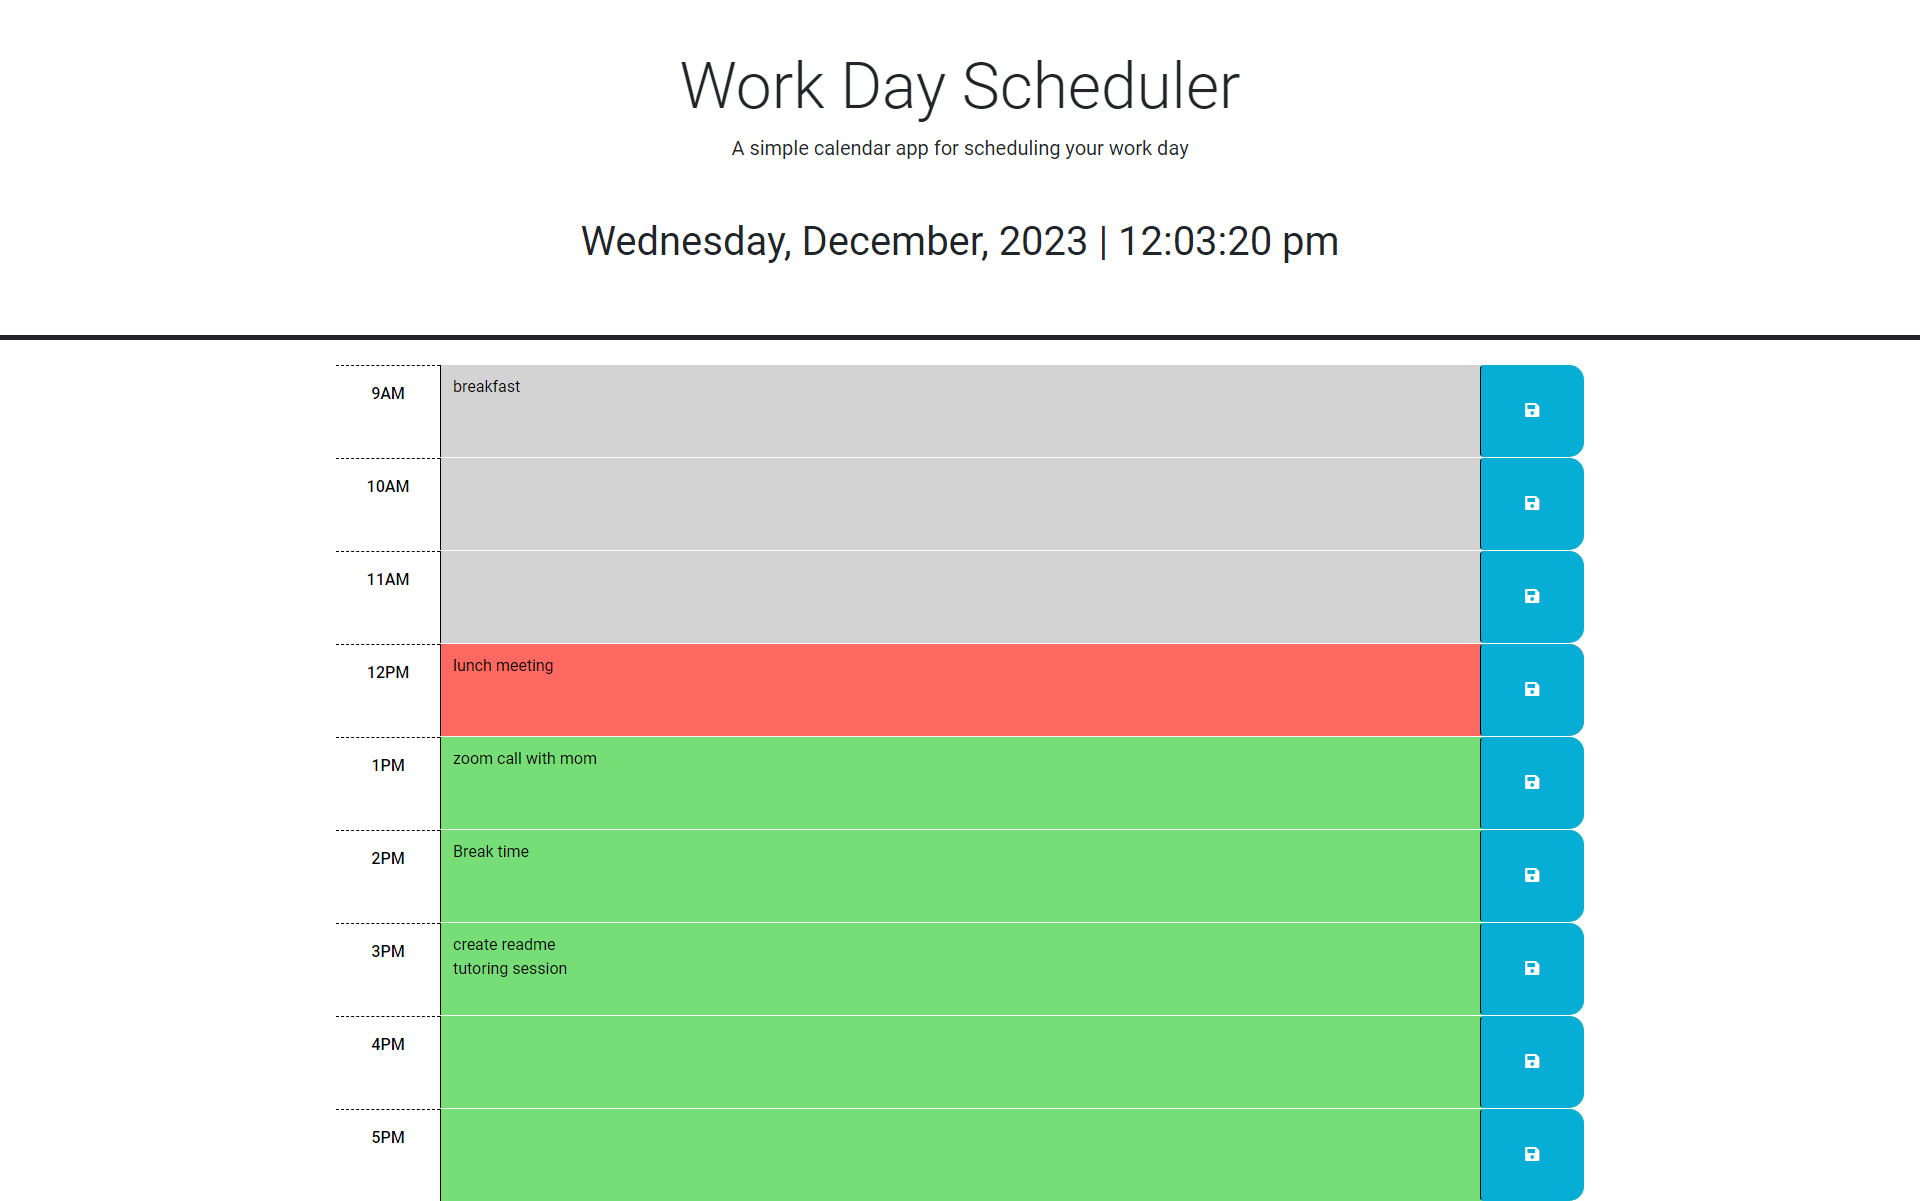 Work Day Scheduler
A simple calendar app for scheduling your work day
Wednesday, December, 2023 | 12:03:20 pm
9AM
breakfast
10AM
11AM
12PM
lunch meeting
1PM
zoom call with mom
2PM
Break time
3PM
create readme
tutoring session
4PM
5PM